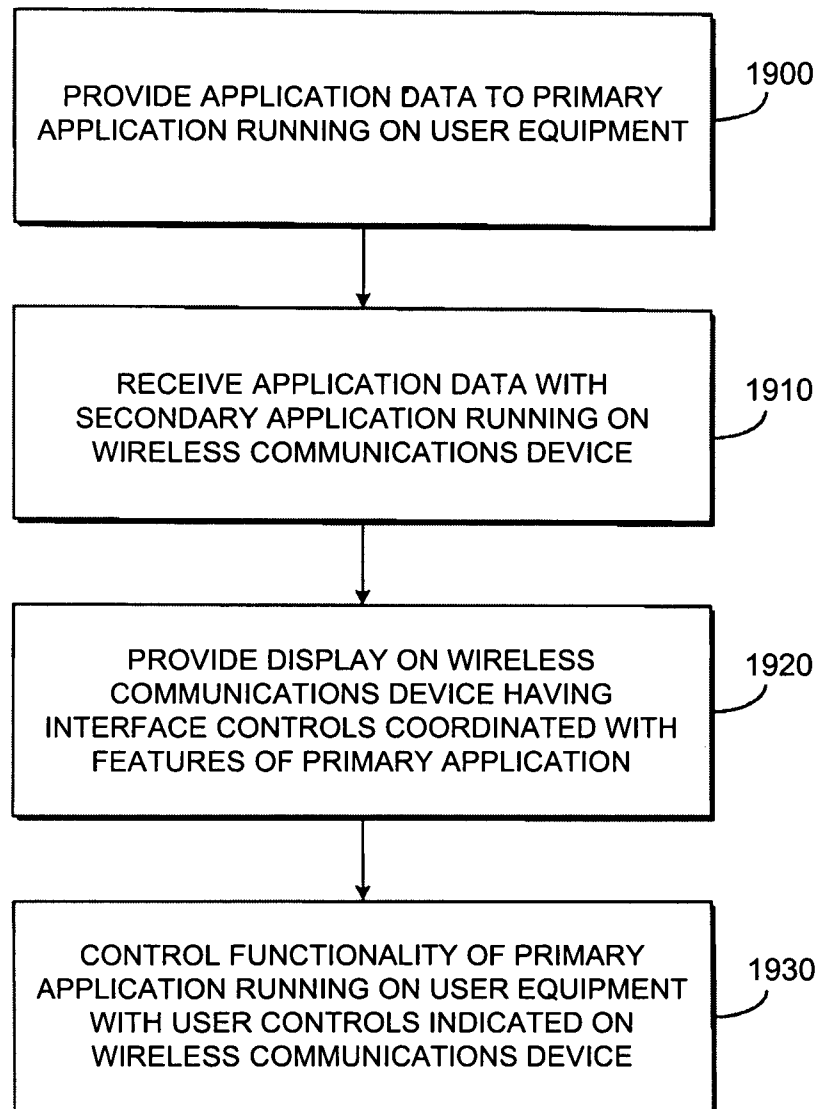 PROVIDE APPLICATION DATA TO PRIMARY
APPLICATION RUNNING ON USER EQUIPMENT
1900
RECEIVE APPLICATION DATA WITH
SECONDARY APPLICATION RUNNING ON
WIRELESS COMMUNICATIONS DEVICE
1910
PROVIDE DISPLAY ON WIRELESS
COMMUNICATIONS DEVICE HAVING
INTERFACE CONTROLS COORDINATED WITH
FEATURES OF PRIMARY APPLICATION
1920
CONTROL FUNCTIONALITY OF PRIMARY
APPLICATION RUNNING ON USER EQUIPMENT
WITH USER CONTROLS INDICATED ON
WIRELESS COMMUNICATIONS DEVICE
1930